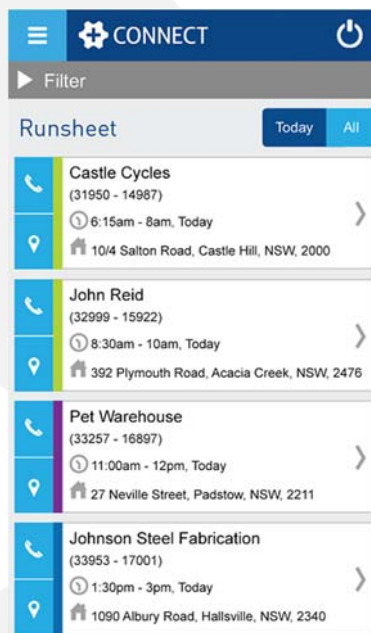 CONNECT
Filter
Runsheet
Today
All
Castle Cycles
(31950 - 14987)
6:15am - 8am, Today
10/4 Salton Road, Castle Hill, NSW, 2000
John Reid
(32999 - 15922)
8:30am - 10am, Today
392 Plymouth Road, Acacia Creek, NSW, 2476
Pet Warehouse
(33257 - 16897)
11:00am - 12pm, Today
27 Neville Street, Padstow, NSW, 2211
Johnson Steel Fabrication
(33953 - 17001)
1:30pm - 3pm, Today
1090 Albury Road, Hallsville, NSW, 2340